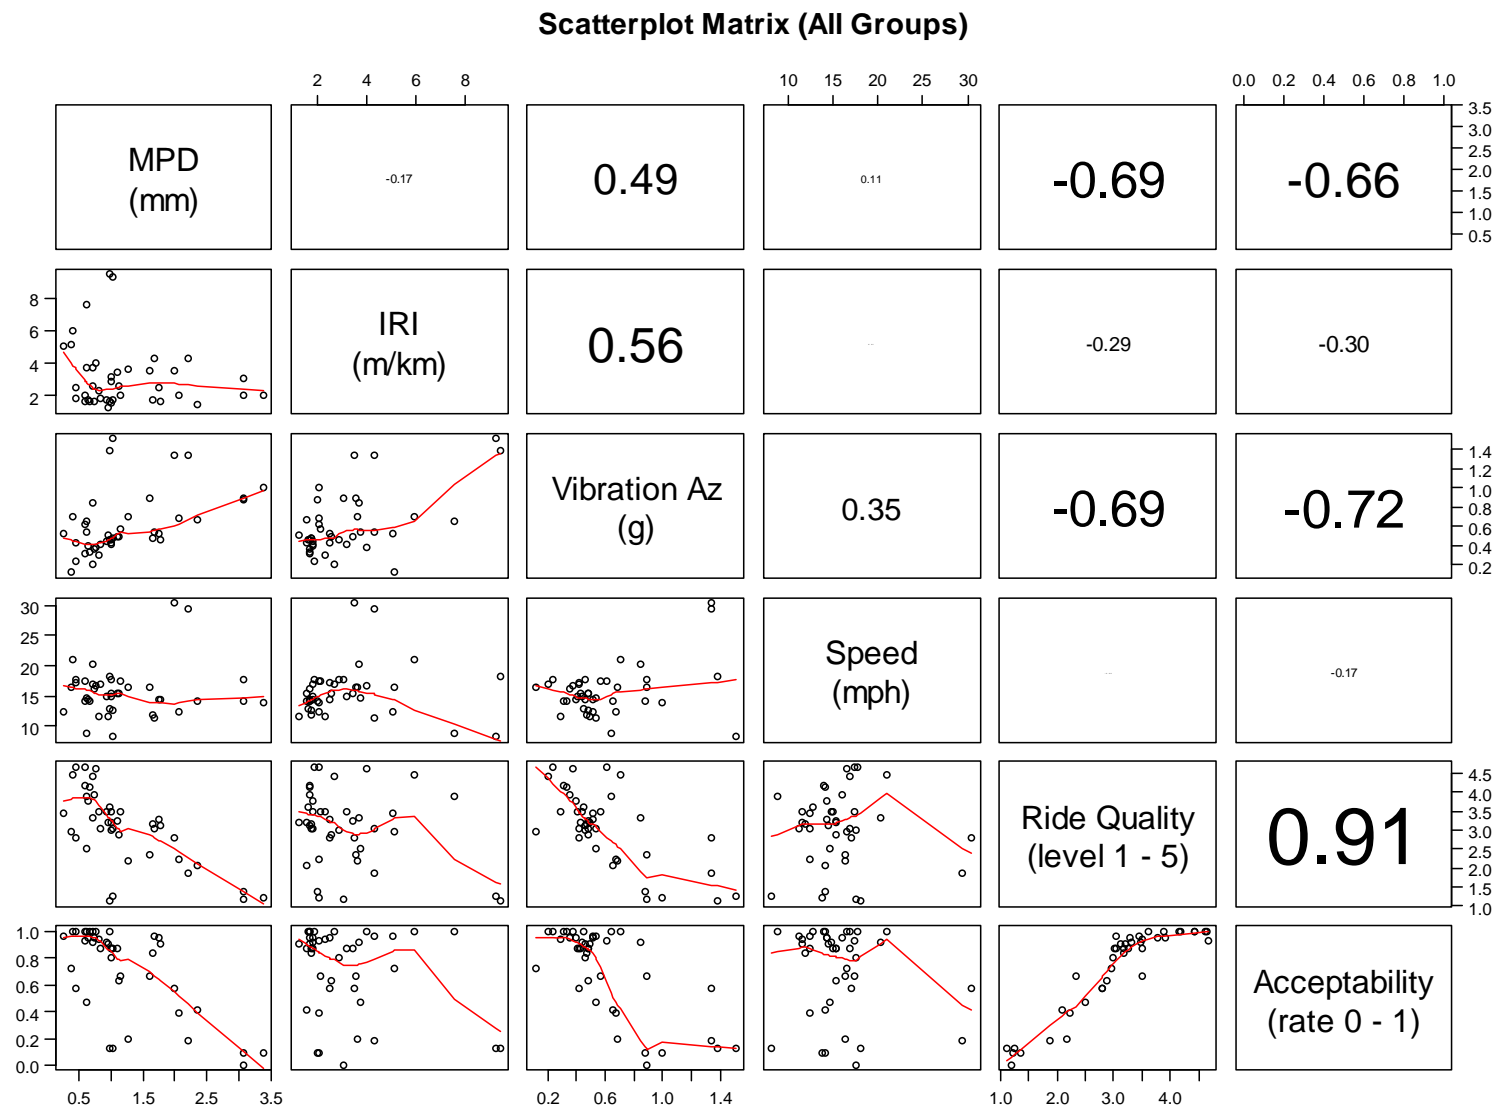 Scatterplot Matrix (All Groups)
2 4 6 8
10 15 20 25 30
0.0 0.2 0.4 0.6 0.8 1.0
MPD
(mm)
-0.17
0.49
0.11
-0.69
-0.66
3.5
3.0
2.5
2.0
1.5
1.0
0.5
8
6
4
2
IRI
(m/km)
0.56
-0.29
-0.30
Vibration Az
(g)
0.35
-0.69
-0.72
1.4
1.2
1.0
0.8
0.6
0.4
0.2
30
25
20
15
10
Speed
(mph)
-0.17
Ride Quality
(level 1 - 5)
0.91
4.5
4.0
3.5
3.0
2.5
2.0
1.5
1.0
1.0
0.8
0.6
0.4
0.2
0.0
Acceptability
(rate 0 - 1)
0.5 1.5 2.5 3.5
0.2 0.6 1.0 1.4
1.0 2.0 3.0 4.0